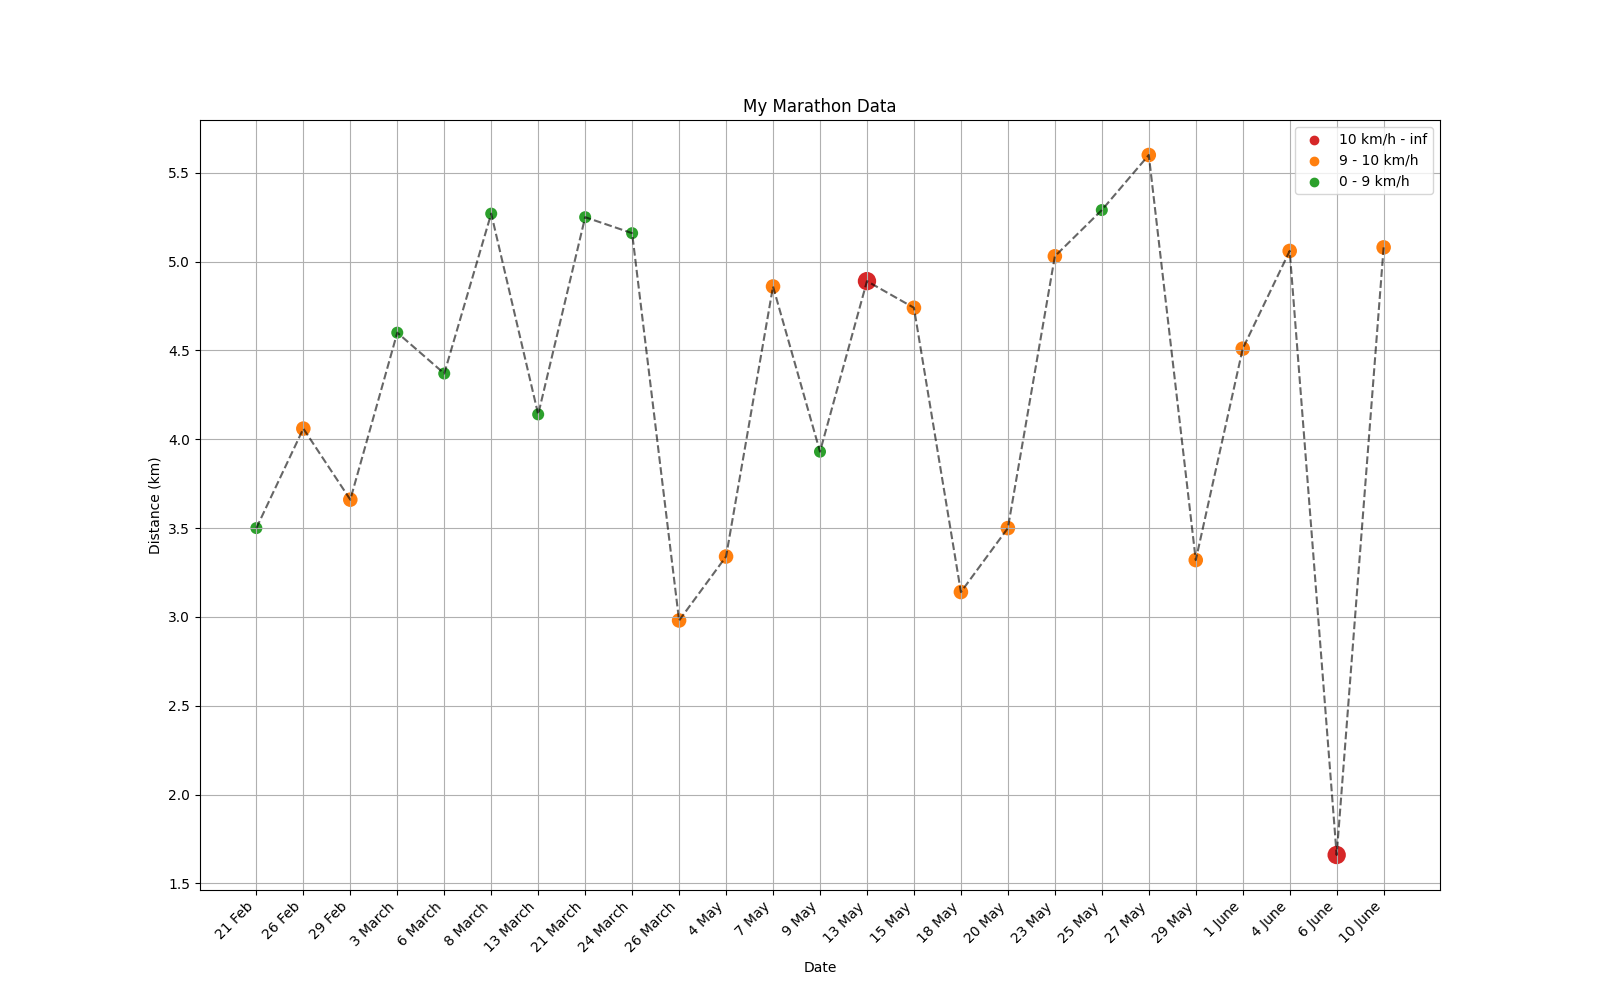 My Marathon Data
10 km/h - inf
9 - 10 km/h
0 - 9 km/h
5.5
5.0
4.5
4.0
3.5
3.0
2.5
2.0
1.5
Distance (km)
21 Feb
26 Feb
29 Feb
3 March
6 March
8 March
13 March
21 March
24 March
26 March
4 May
7 May
9 May
13 May
15 May
18 May
20 May
23 May
25 May
27 May
29 May
1 June
4 June
6 June
10 June
Date